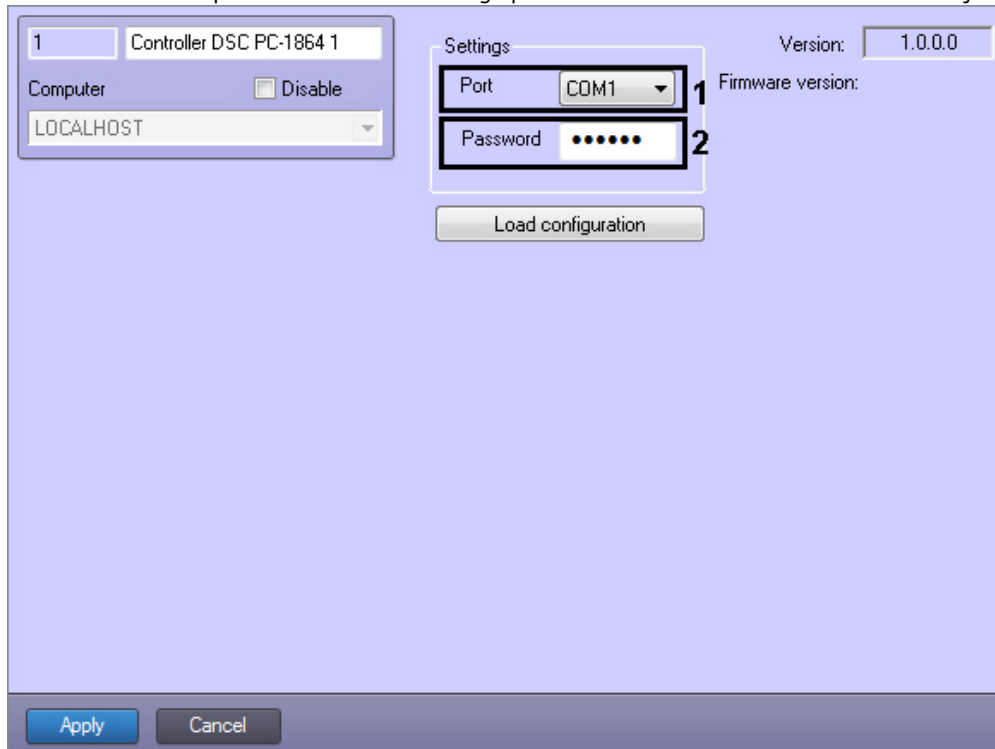 1 Controller DSC PC-1864 1
Computer Disable
LOCALHOST
Settings
Port COM1 1
Password •••••• 2
Load configuration
Version: 1.0.0.0
Firmware version:
Apply Cancel